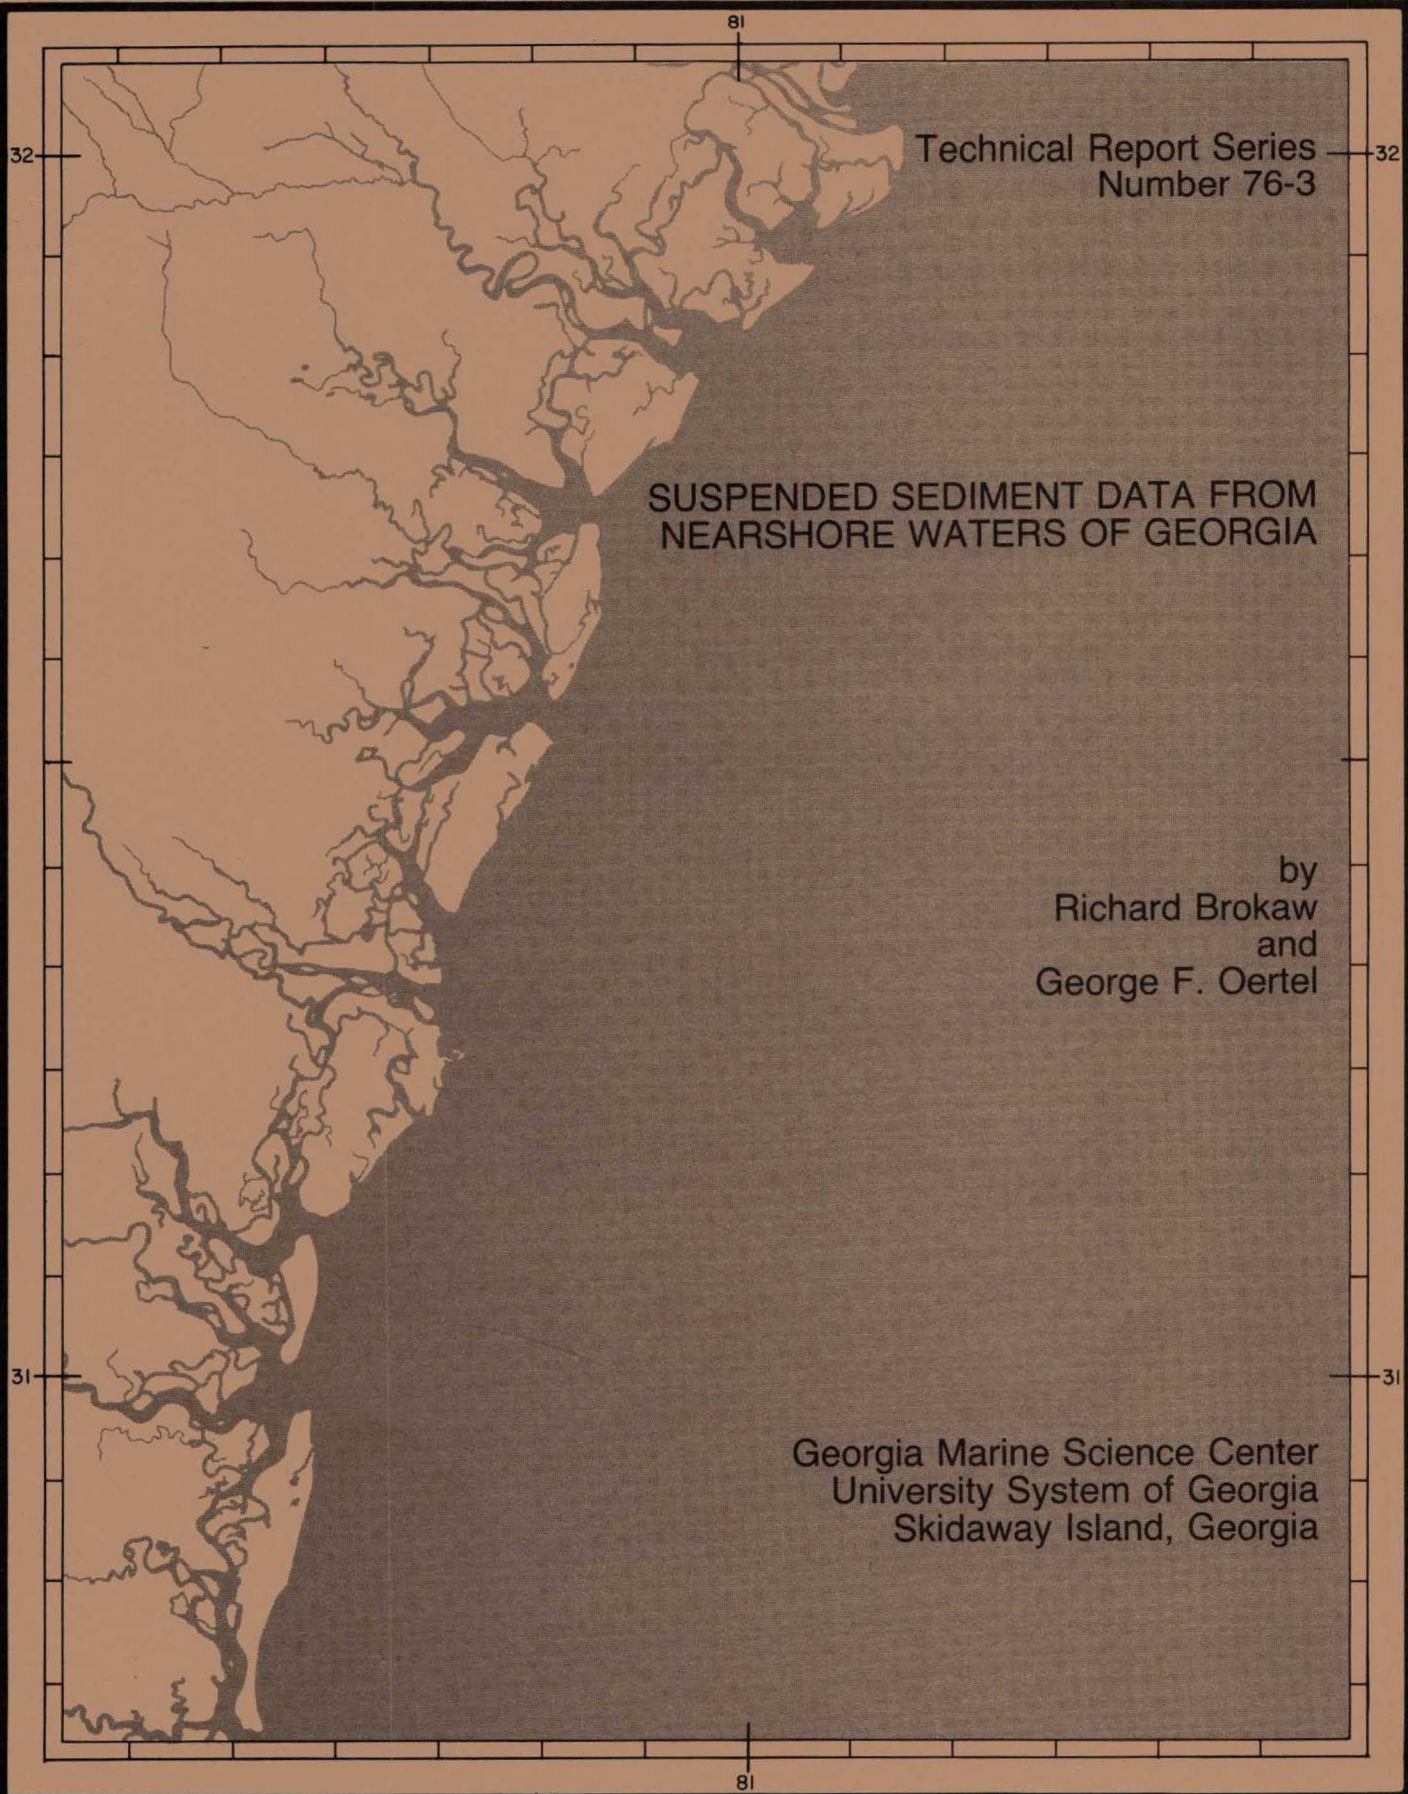 81
32
Technical Report Series
32
Number 76-3
SUSPENDED SEDIMENT DATA FROM
NEARSHORE WATERS OF GEORGIA
by
Richard Brokaw
and
George F. Oertel
31
31
Georgia Marine Science Center
University System of Georgia
Skidaway Island, Georgia
81